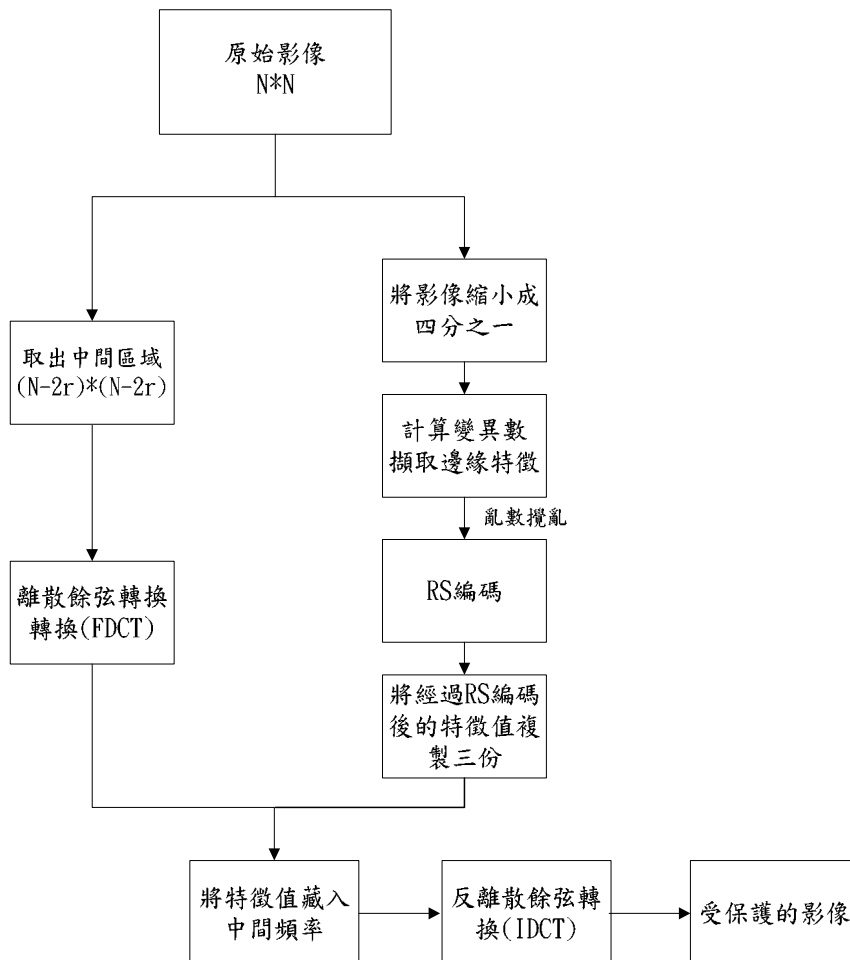 原始影像
N*N
將影像縮小成
四分之一
取出中間區域
(N-2r)*(N-2r)
計算變異數
擷取邊緣特徵
亂數攪亂
離散餘弦轉換
轉換(FDCT)
RS編碼
將經過RS編碼
後的特徵值複
製三份
將特徵值藏入
中間頻率
反離散餘弦轉
換(IDCT)
受保護的影像